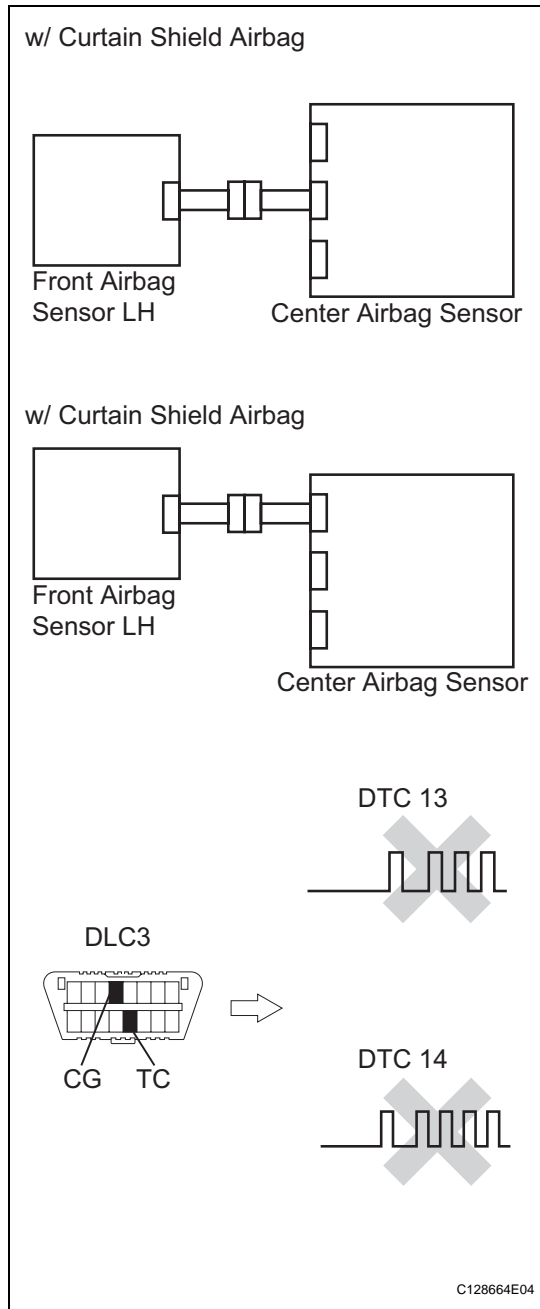 w/ Curtain Shield Airbag
Front Airbag
Sensor LH
Center Airbag Sensor
w/ Curtain Shield Airbag
Front Airbag
Sensor LH
Center Airbag Sensor
DTC 13
DLC3
CG TC
DTC 14
C128664E04